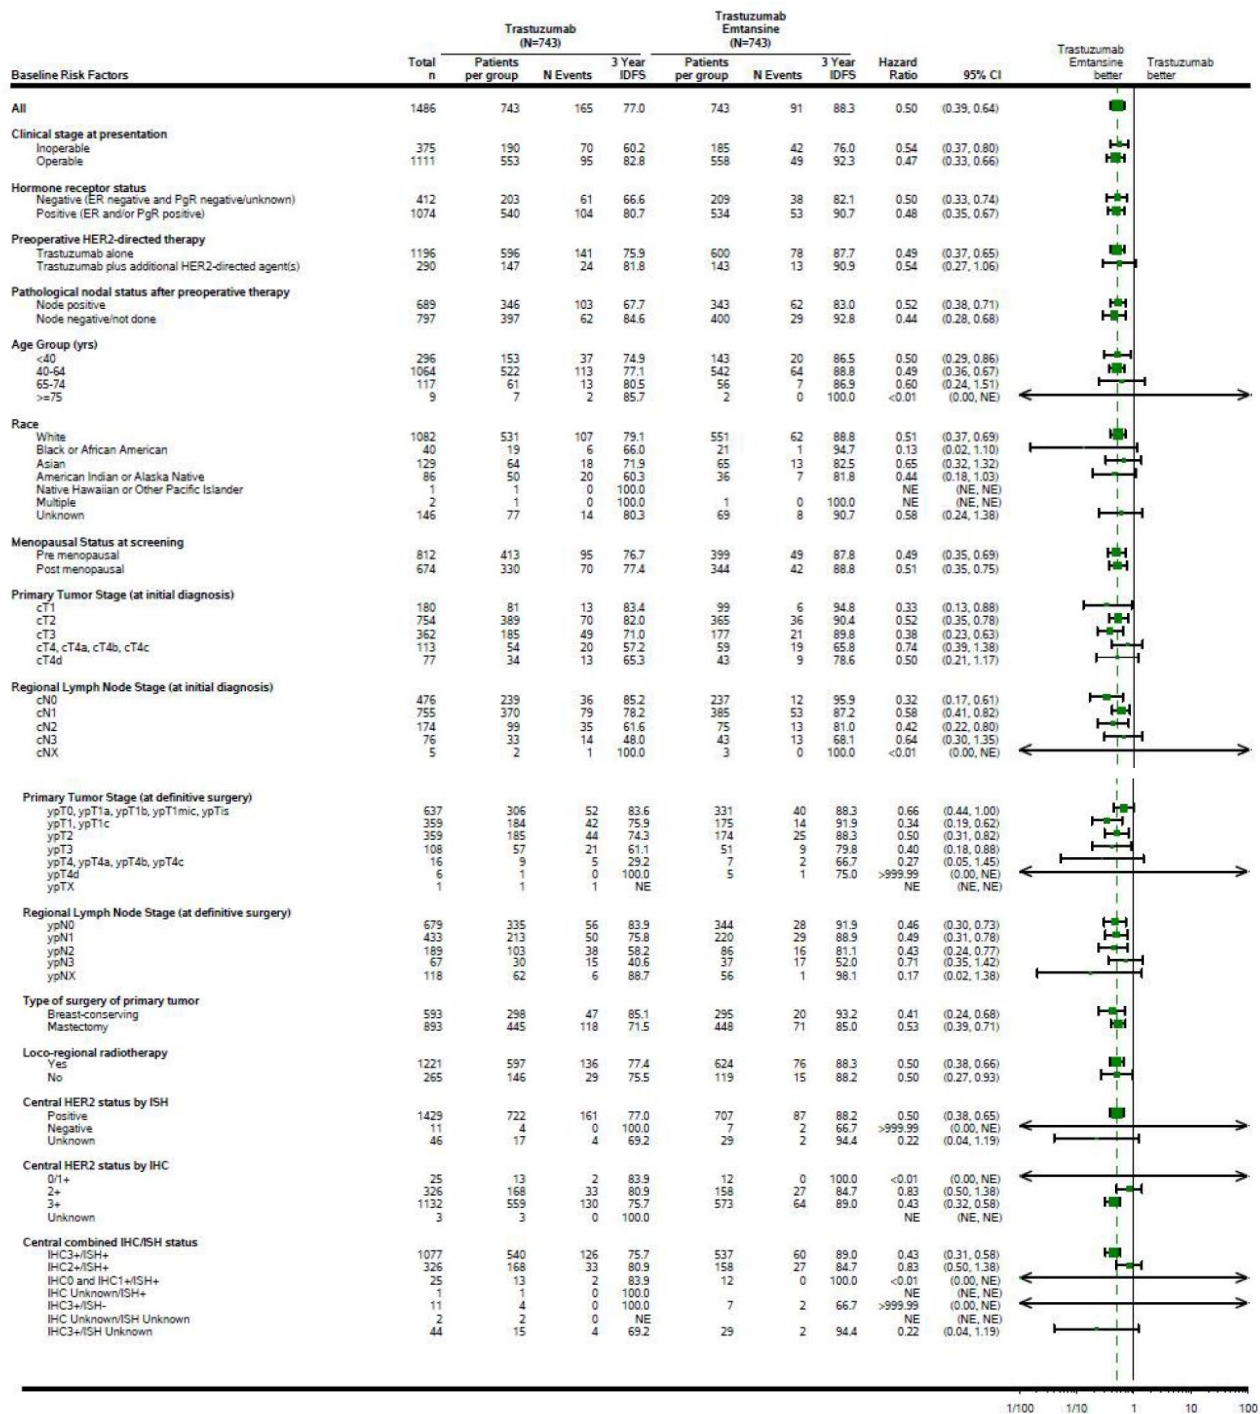 Trastuzumab (N=743) Trastuzumab Emtansine (N=743)
Baseline Risk Factors Total n Patients per group N Events 3 Year IDFS Patients per group N Events 3 Year IDFS Hazard Ratio 95% CI Trastuzumab Emtansine better Trastuzumab better
All 1486 743 165 77.0 743 91 88.3 0.50 (0.39, 0.64)
Clinical stage at presentation
Inoperable 375 190 70 60.2 185 42 76.0 0.54 (0.37, 0.80)
Operable 1111 553 95 82.8 558 49 92.3 0.47 (0.33, 0.66)
Hormone receptor status
Negative (ER negative and PgR negative/unknown) 412 203 61 66.6 209 38 82.1 0.50 (0.33, 0.74)
Positive (ER and/or PgR positive) 1074 540 104 80.7 534 53 90.7 0.48 (0.35, 0.67)
Preoperative HER2-directed therapy
Trastuzumab alone 1196 596 141 75.9 600 78 87.7 0.49 (0.37, 0.65)
Trastuzumab plus additional HER2-directed agent(s) 290 147 24 81.8 143 13 90.9 0.54 (0.27, 1.06)
Pathological nodal status after preoperative therapy
Node positive 689 346 103 67.7 343 62 83.0 0.52 (0.38, 0.71)
Node negative/not done 797 397 62 84.6 400 29 92.8 0.44 (0.28, 0.68)
Age Group (yrs)
<40 296 153 37 74.9 143 20 86.5 0.50 (0.29, 0.86)
40-64 1064 522 113 77.1 542 64 88.8 0.49 (0.36, 0.67)
65-74 117 61 13 80.5 56 7 86.9 0.60 (0.24, 1.51)
>=75 9 7 2 85.7 2 0 100.0 <0.01 (0.00, NE)
Race
White 1082 531 107 79.1 551 62 88.8 0.51 (0.37, 0.69)
Black or African American 40 19 6 66.0 21 1 94.7 0.13 (0.02, 1.10)
Asian 129 64 18 71.9 65 13 82.5 0.65 (0.32, 1.32)
American Indian or Alaska Native 86 50 20 60.3 36 7 81.8 0.44 (0.18, 1.03)
Native Hawaiian or Other Pacific Islander 1 1 0 100.0 NE (NE, NE)
Multiple 2 1 0 100.0 1 0 100.0 NE (NE, NE)
Unknown 146 77 14 80.3 69 8 90.7 0.58 (0.24, 1.38)
Menopausal Status at screening
Pre menopausal 812 413 95 76.7 399 49 87.8 0.49 (0.35, 0.69)
Post menopausal 674 330 70 77.4 344 42 88.8 0.51 (0.35, 0.75)
Primary Tumor Stage (at initial diagnosis)
cT1 180 81 13 83.4 99 6 94.8 0.33 (0.13, 0.88)
cT2 754 389 70 82.0 365 36 90.4 0.52 (0.35, 0.78)
cT3 362 185 49 71.0 177 21 89.8 0.38 (0.23, 0.63)
cT4, cT4a, cT4b, cT4c 113 54 20 57.2 59 19 65.8 0.74 (0.39, 1.38)
cT4d 77 34 13 65.3 43 9 78.6 0.50 (0.21, 1.17)
Regional Lymph Node Stage (at initial diagnosis)
cN0 476 239 36 85.2 237 12 95.9 0.32 (0.17, 0.61)
cN1 755 370 79 78.2 385 53 87.2 0.58 (0.41, 0.82)
cN2 174 99 35 61.6 75 13 81.0 0.42 (0.22, 0.80)
cN3 76 33 14 48.0 43 13 68.1 0.64 (0.30, 1.35)
cNX 5 2 1 100.0 3 0 100.0 <0.01 (0.00, NE)
Primary Tumor Stage (at definitive surgery)
ypT0, ypT1a, ypT1b, ypT1mic, ypTis 637 306 52 83.6 331 40 88.3 0.66 (0.44, 1.00)
ypT1, ypT1c 359 184 42 75.9 175 14 91.9 0.34 (0.19, 0.62)
ypT2 359 185 44 74.3 174 25 88.3 0.50 (0.31, 0.82)
ypT3 108 57 21 61.1 51 9 79.8 0.40 (0.18, 0.88)
ypT4, ypT4a, ypT4b, ypT4c 16 9 5 29.2 7 2 66.7 0.27 (0.05, 1.45)
ypT4d 6 1 0 100.0 5 1 75.0 >999.99 (0.00, NE)
ypTX 1 1 1 NE NE (NE, NE)
Regional Lymph Node Stage (at definitive surgery)
ypN0 679 335 56 83.9 344 28 91.9 0.46 (0.30, 0.73)
ypN1 433 213 50 75.8 220 29 88.9 0.49 (0.31, 0.78)
ypN2 189 103 38 58.2 86 16 81.1 0.43 (0.24, 0.77)
ypN3 67 30 15 40.6 37 17 52.0 0.71 (0.35, 1.42)
ypNX 118 62 6 88.7 56 1 98.1 0.17 (0.02, 1.38)
Type of surgery of primary tumor
Breast-conserving 593 298 47 85.1 295 20 93.2 0.41 (0.24, 0.68)
Mastectomy 893 445 118 71.5 448 71 85.0 0.53 (0.39, 0.71)
Loco-regional radiotherapy
Yes 1221 597 136 77.4 624 76 88.3 0.50 (0.38, 0.66)
No 265 146 29 75.5 119 15 88.2 0.50 (0.27, 0.93)
Central HER2 status by ISH
Positive 1429 722 161 77.0 707 87 88.2 0.50 (0.38, 0.65)
Negative 11 4 0 100.0 7 2 66.7 >999.99 (0.00, NE)
Unknown 46 17 4 69.2 29 2 94.4 0.22 (0.04, 1.19)
Central HER2 status by IHC
0/1+ 25 13 2 83.9 12 0 100.0 <0.01 (0.00, NE)
2+ 326 168 33 80.9 158 27 84.7 0.83 (0.50, 1.38)
3+ 1132 559 130 75.7 573 64 89.0 0.43 (0.32, 0.58)
Unknown 3 3 0 100.0 NE (NE, NE)
Central combined IHC/ISH status
IHC3+/ISH+ 1077 540 126 75.7 537 60 89.0 0.43 (0.31, 0.58)
IHC2+/ISH+ 326 168 33 80.9 158 27 84.7 0.83 (0.50, 1.38)
IHC0 and IHC1+/ISH+ 25 13 2 83.9 12 0 100.0 <0.01 (0.00, NE)
IHC Unknown/ISH+ 1 1 0 100.0 NE (NE, NE)
IHC3+/ISH- 11 4 0 100.0 7 2 66.7 >999.99 (0.00, NE)
IHC Unknown/ISH Unknown 2 2 0 NE NE (NE, NE)
IHC3+/ISH Unknown 44 15 4 69.2 29 2 94.4 0.22 (0.04, 1.19)
1/100 1/10 1 10 100